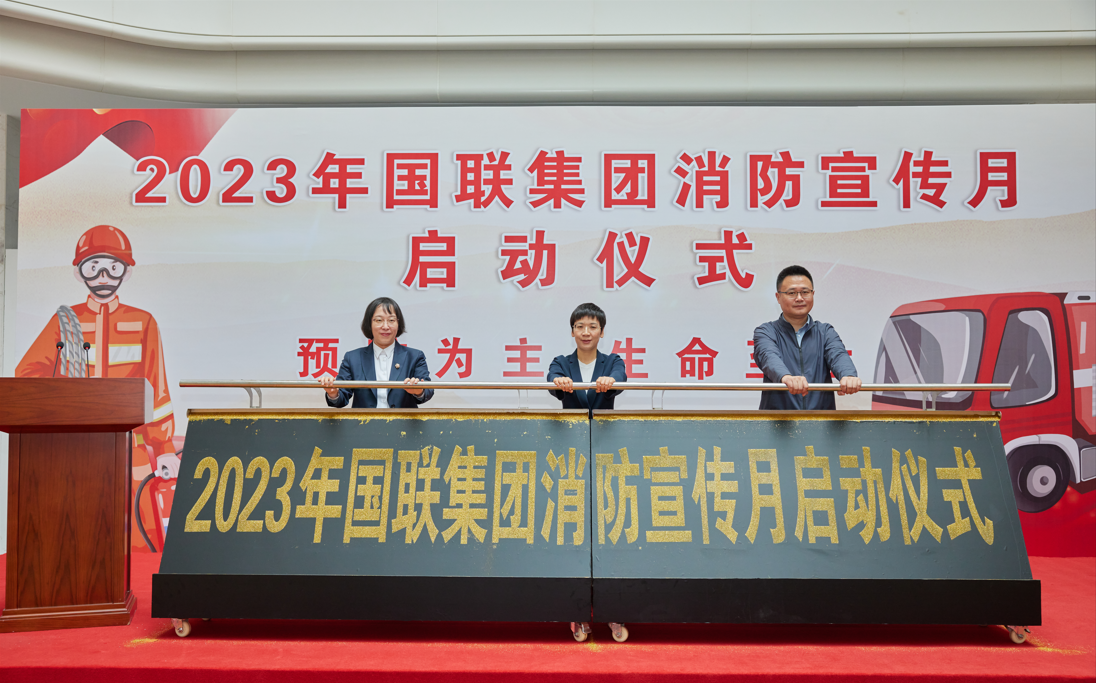 2023年国联集团消防宣传月
启动仪式
预 为主 生命至
2023年国联集团消防宣传月启动仪式